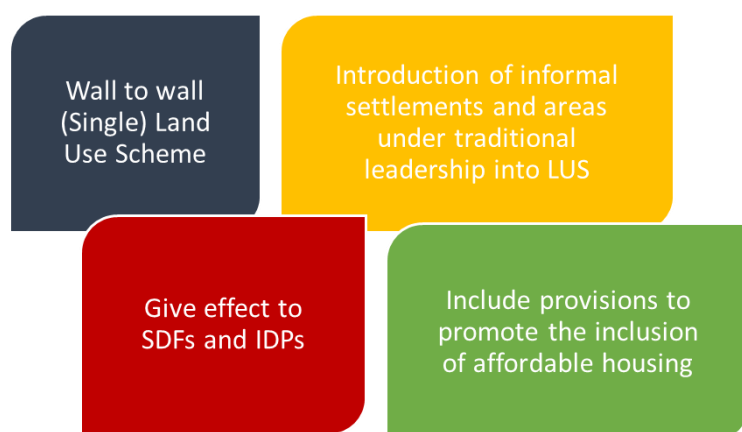 Wall to wall
(Single) Land
Use Scheme
Introduction of informal
settlements and areas
under traditional
leadership into LUS
Give effect to
SDFs and IDPs
Include provisions to
promote the inclusion
of affordable housing